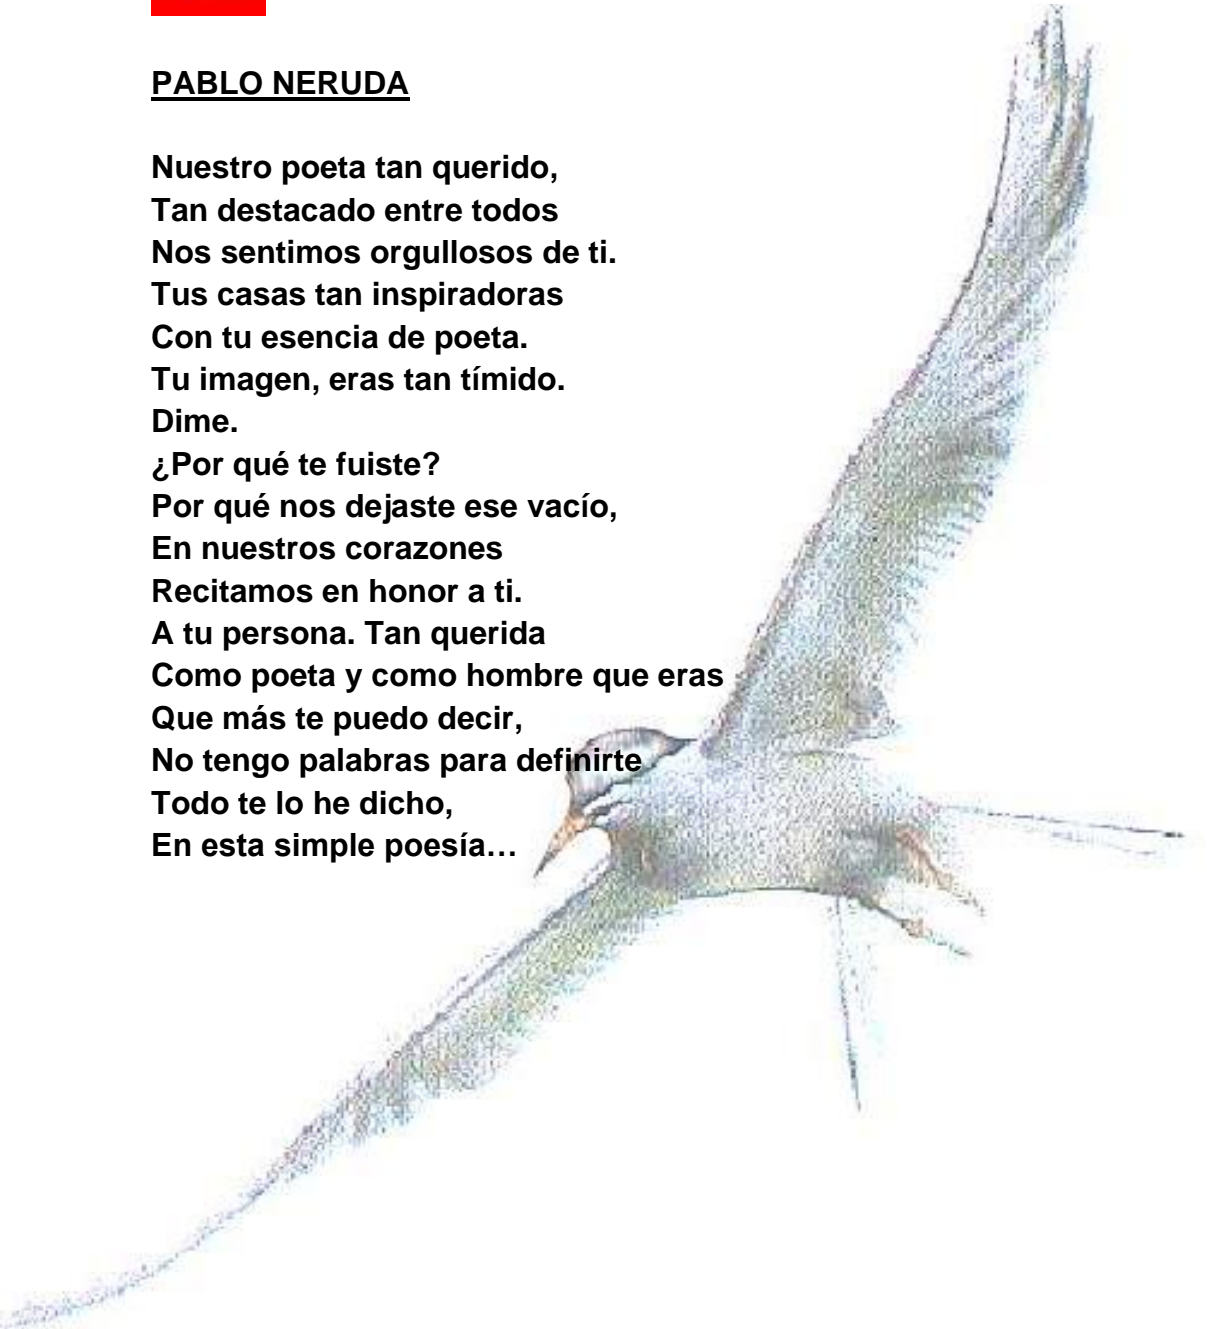 PABLO NERUDA
Nuestro poeta tan querido,
Tan destacado entre todos
Nos sentimos orgullosos de ti.
Tus casas tan inspiradoras
Con tu esencia de poeta.
Tu imagen, eras tan tímido.
Dime.
¿Por qué te fuiste?
Por qué nos dejaste ese vacío,
En nuestros corazones
Recitamos en honor a ti.
A tu persona. Tan querida
Como poeta y como hombre que eras
Que más te puedo decir,
No tengo palabras para definirte
Todo te lo he dicho,
En esta simple poesía…